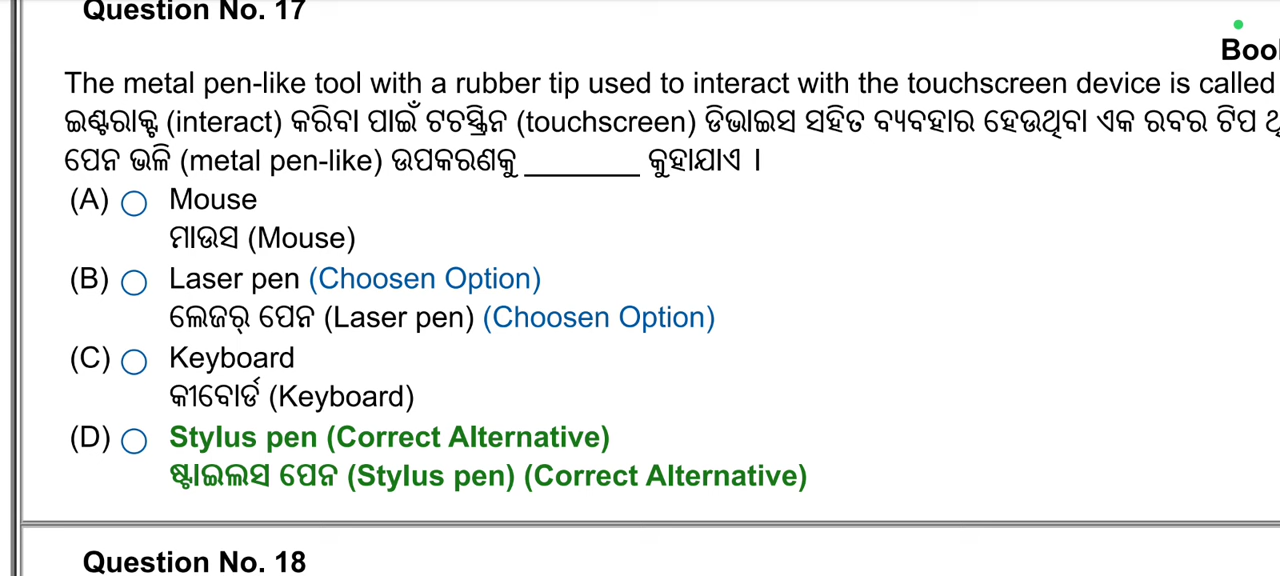 Question No. 17
The metal pen-like tool with a rubber tip used to interact with the touchscreen device is called
ଇଣ୍ଟରାକ୍ଟ (interact) କରିବା ପାଇଁ ଟଚସ୍କ୍ରିନ (touchscreen) ଡିଭାଇସ ସହିତ ବ୍ୟବହାର ହେଉଥିବା ଏକ ରବର ଟିପ
ପେନ ଭଳି (metal pen-like) ଉପକରଣକୁ ________ କୁହାଯାଏ ।
(A) Mouse
ମାଉସ (Mouse)
(B) Laser pen (Choosen Option)
ଲେଜର୍ ପେନ (Laser pen) (Choosen Option)
(C) Keyboard
କୀବୋର୍ଡ (Keyboard)
(D) Stylus pen (Correct Alternative)
ଷ୍ଟାଇଲସ ପେନ (Stylus pen) (Correct Alternative)
Question No. 18